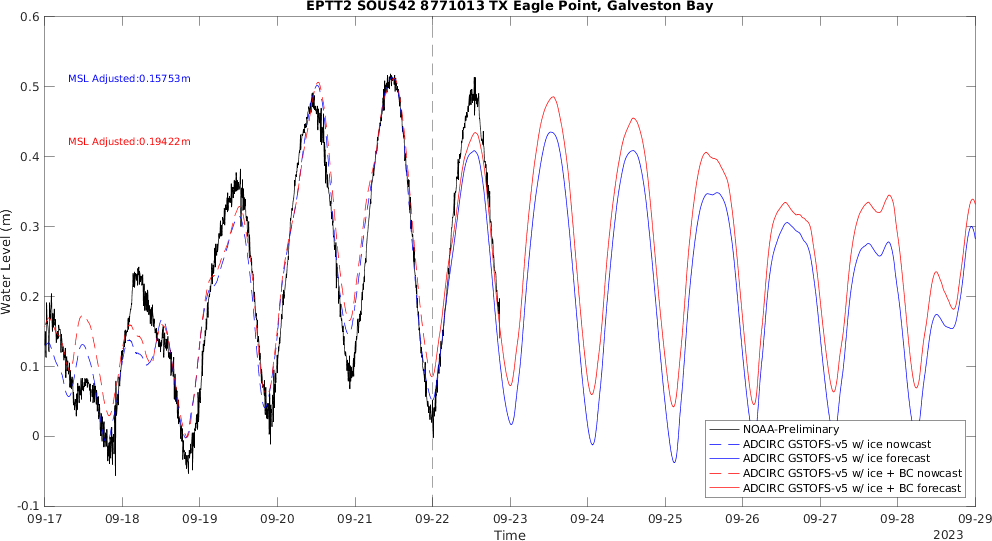 EPTT2 SOUS42 8771013 TX Eagle Point, Galveston Bay
0.6
0.5
0.4
0.3
0.2
0.1
0
-0.1
Water Level (m)
MSL Adjusted:0.15753m
MSL Adjusted:0.19422m
NOAA-Preliminary
ADCIRC GSTOFS-v5 w/ ice nowcast
ADCIRC GSTOFS-v5 w/ ice forecast
ADCIRC GSTOFS-v5 w/ ice + BC nowcast
ADCIRC GSTOFS-v5 w/ ice + BC forecast
09-17 09-18 09-19 09-20 09-21 09-22 09-23 09-24 09-25 09-26 09-27 09-28 09-29
Time
2023